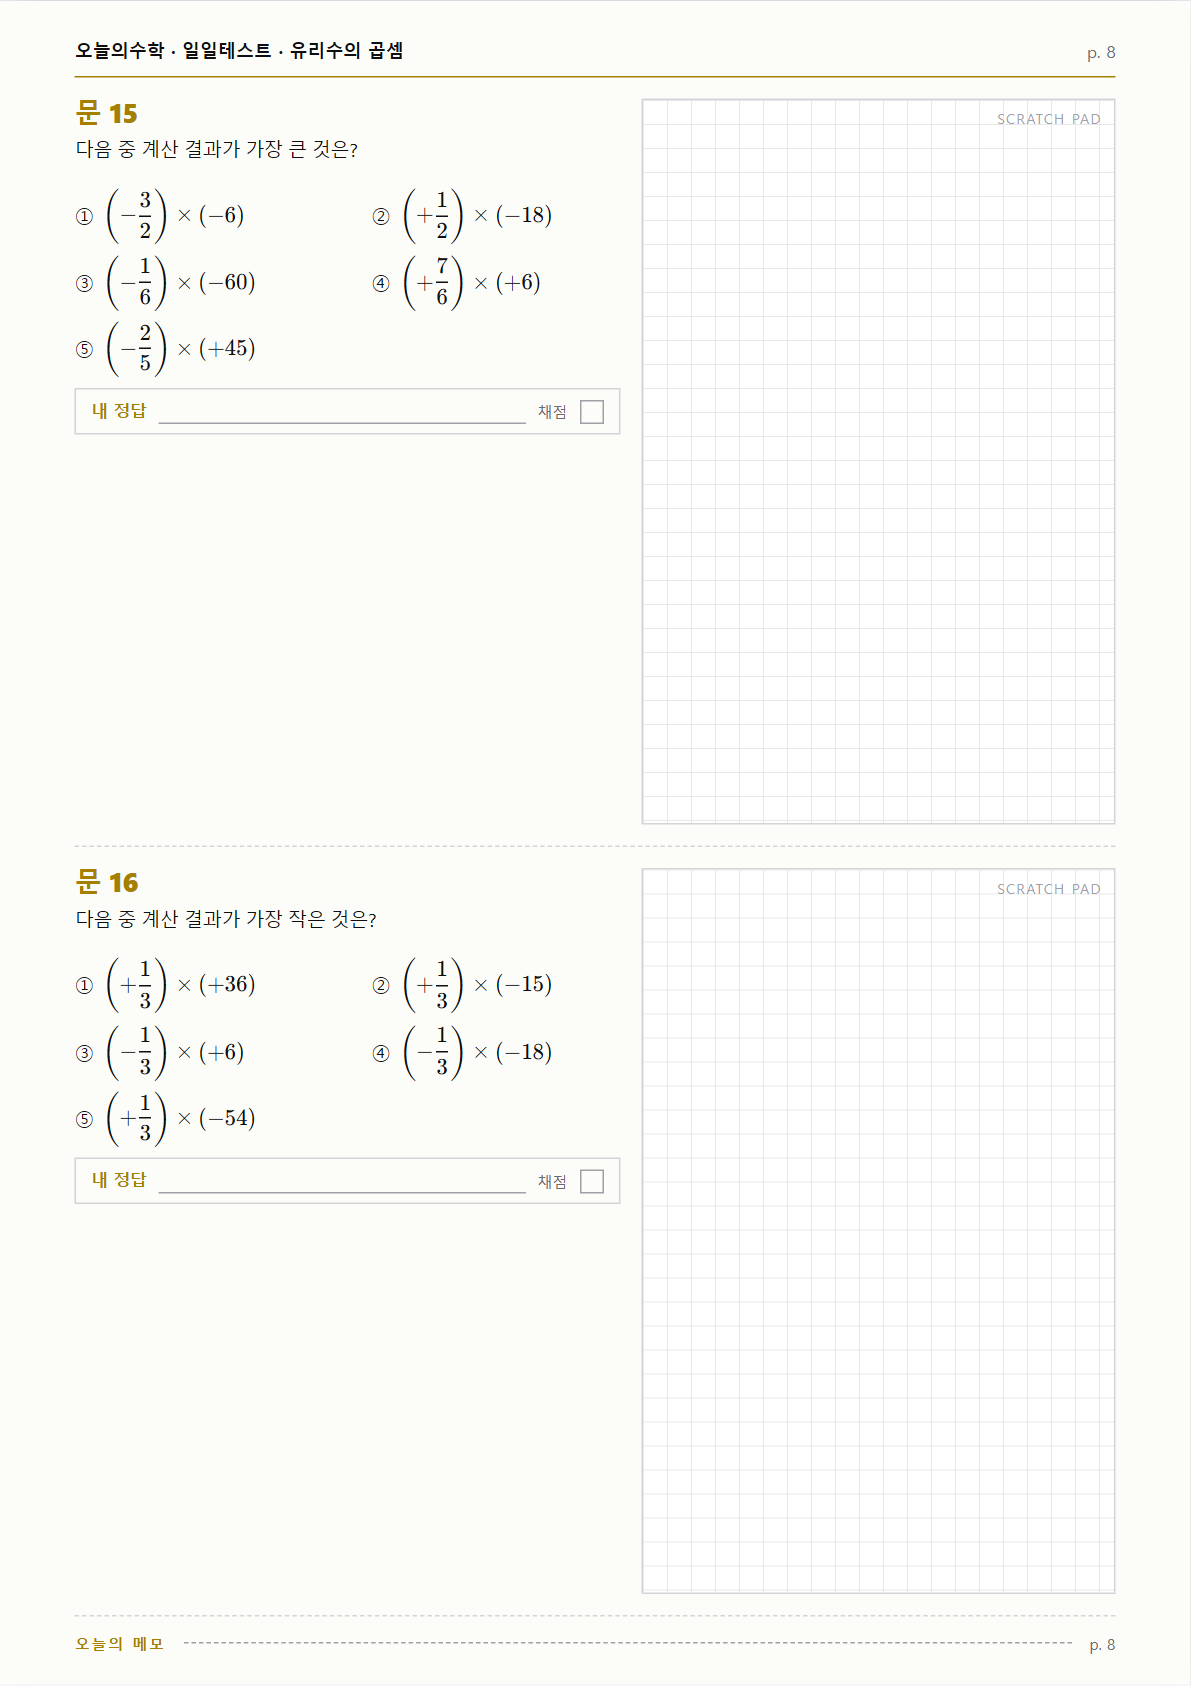 오늘의수학 · 일일테스트 · 유리수의 곱셈
p. 8
문 15
다음 중 계산 결과가 가장 큰 것은?
① (−3/2) × (−6)
② (+1/2) × (−18)
③ (−1/6) × (−60)
④ (+7/6) × (+6)
⑤ (−2/5) × (+45)
내 정답
채점
SCRATCH PAD
문 16
다음 중 계산 결과가 가장 작은 것은?
① (+1/3) × (+36)
② (+1/3) × (−15)
③ (−1/3) × (+6)
④ (−1/3) × (−18)
⑤ (+1/3) × (−54)
내 정답
채점
SCRATCH PAD
오늘의 메모
p. 8